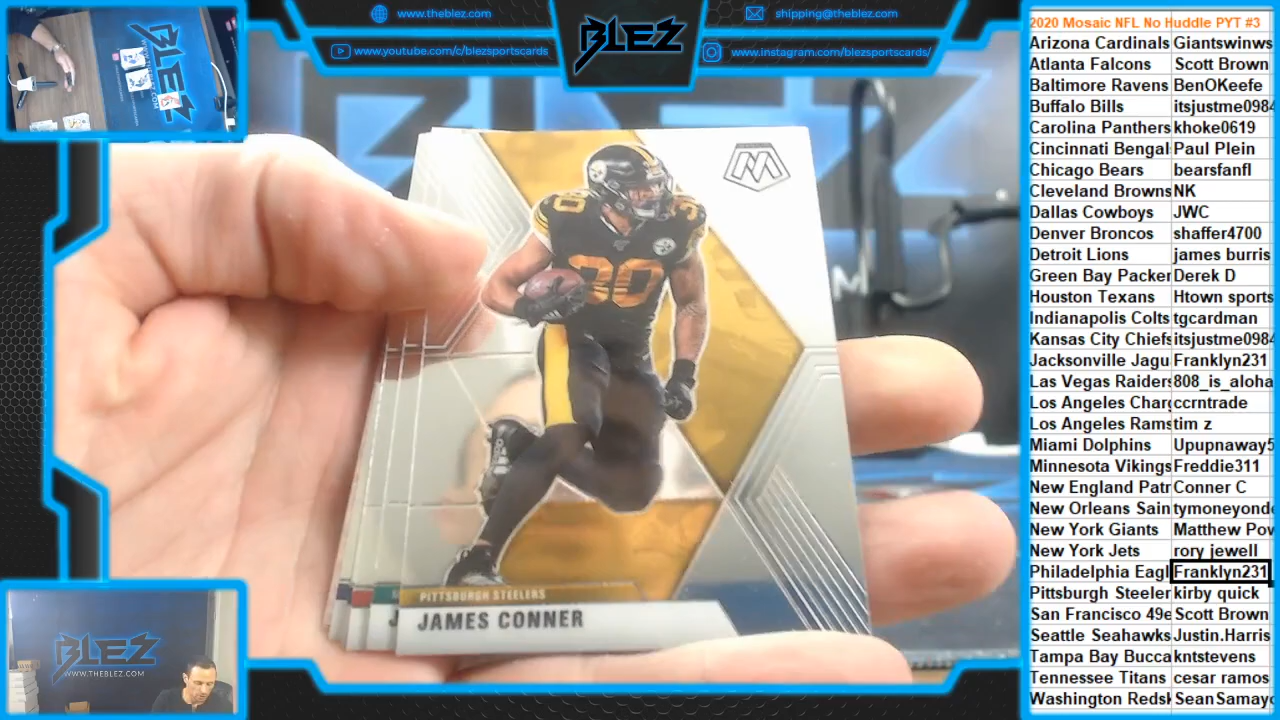 www.theblez.com
www.youtube.com/c/blezsportscards
BLEZ
shipping@theblez.com
www.instagram.com/blezsportscards/
BLEZ
30
30
30
PITTSBURGH STEELERS
JAMES CONNER
BLEZ
WWW.THEBLEZ.COM
2020 Mosaic NFL No Huddle PYT #3
Arizona Cardinals Giantswinws
Atlanta Falcons Scott Brown
Baltimore Ravens BenOKeefe
Buffalo Bills itsjustme0984
Carolina Panthers khoke0619
Cincinnati Bengal Paul Plein
Chicago Bears bearsfanfl
Cleveland Browns NK
Dallas Cowboys JWC
Denver Broncos shaffer4700
Detroit Lions james burris
Green Bay Packer Derek D
Houston Texans Htown sports
Indianapolis Colts tgcardman
Kansas City Chiefs itsjustme0984
Jacksonville Jagu Franklyn231
Las Vegas Raiders 808_is_aloha
Los Angeles Charg ccrntrade
Los Angeles Rams tim z
Miami Dolphins Upupnaway5
Minnesota Vikings Freddie311
New England Patr Conner C
New Orleans Sain tymoneyond
New York Giants Matthew Pov
New York Jets rory jewell
Philadelphia Eagl Franklyn231
Pittsburgh Steeler kirby quick
San Francisco 49e Scott Brown
Seattle Seahawks Justin.Harris
Tampa Bay Bucca kntstevens
Tennessee Titans cesar ramos
Washington Redsk SeanSamayo